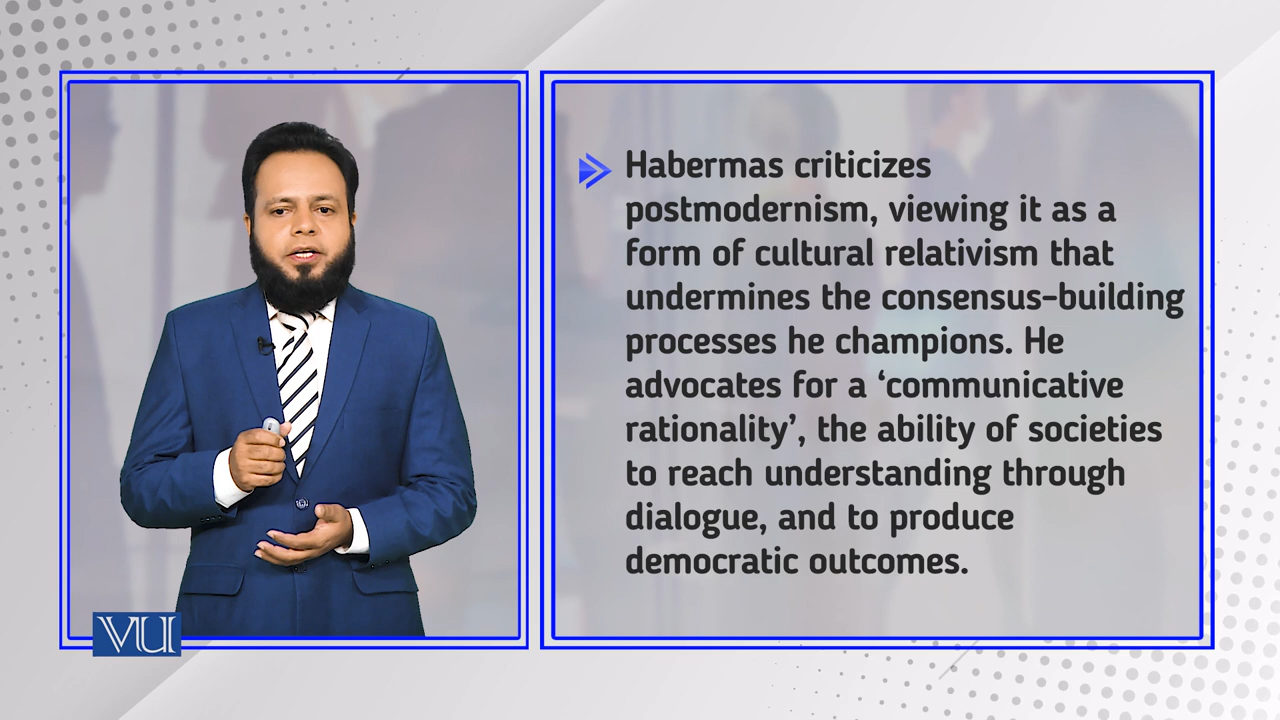 Habermas criticizes
postmodernism, viewing it as a
form of cultural relativism that
undermines the consensus-building
processes he champions. He
advocates for a ‘communicative
rationality’, the ability of societies
to reach understanding through
dialogue, and to produce
democratic outcomes.
VU